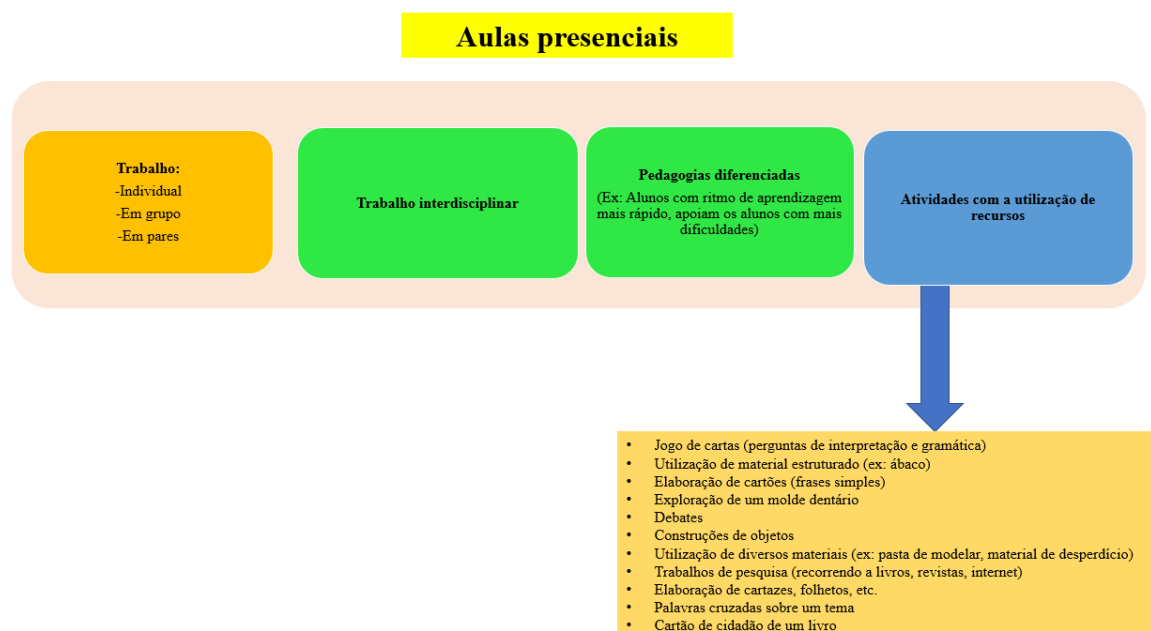 Aulas presenciais
Trabalho:
-Individual
-Em grupo
-Em pares
Trabalho interdisciplinar
Pedagogias diferenciadas
(Ex: Alunos com ritmo de aprendizagem
mais rápido, apoiam os alunos com mais
dificuldades)
Atividades com a utilização de
recursos
• Jogo de cartas (perguntas de interpretação e gramática)
• Utilização de material estruturado (ex: ábaco)
• Elaboração de cartões (frases simples)
• Exploração de um molde dentário
• Debates
• Construções de objetos
• Utilização de diversos materiais (ex: pasta de modelar, material de desperdício)
• Trabalhos de pesquisa (recorrendo a livros, revistas, internet)
• Elaboração de cartazes, folhetos, etc.
• Palavras cruzadas sobre um tema
• Cartão de cidadão de um livro